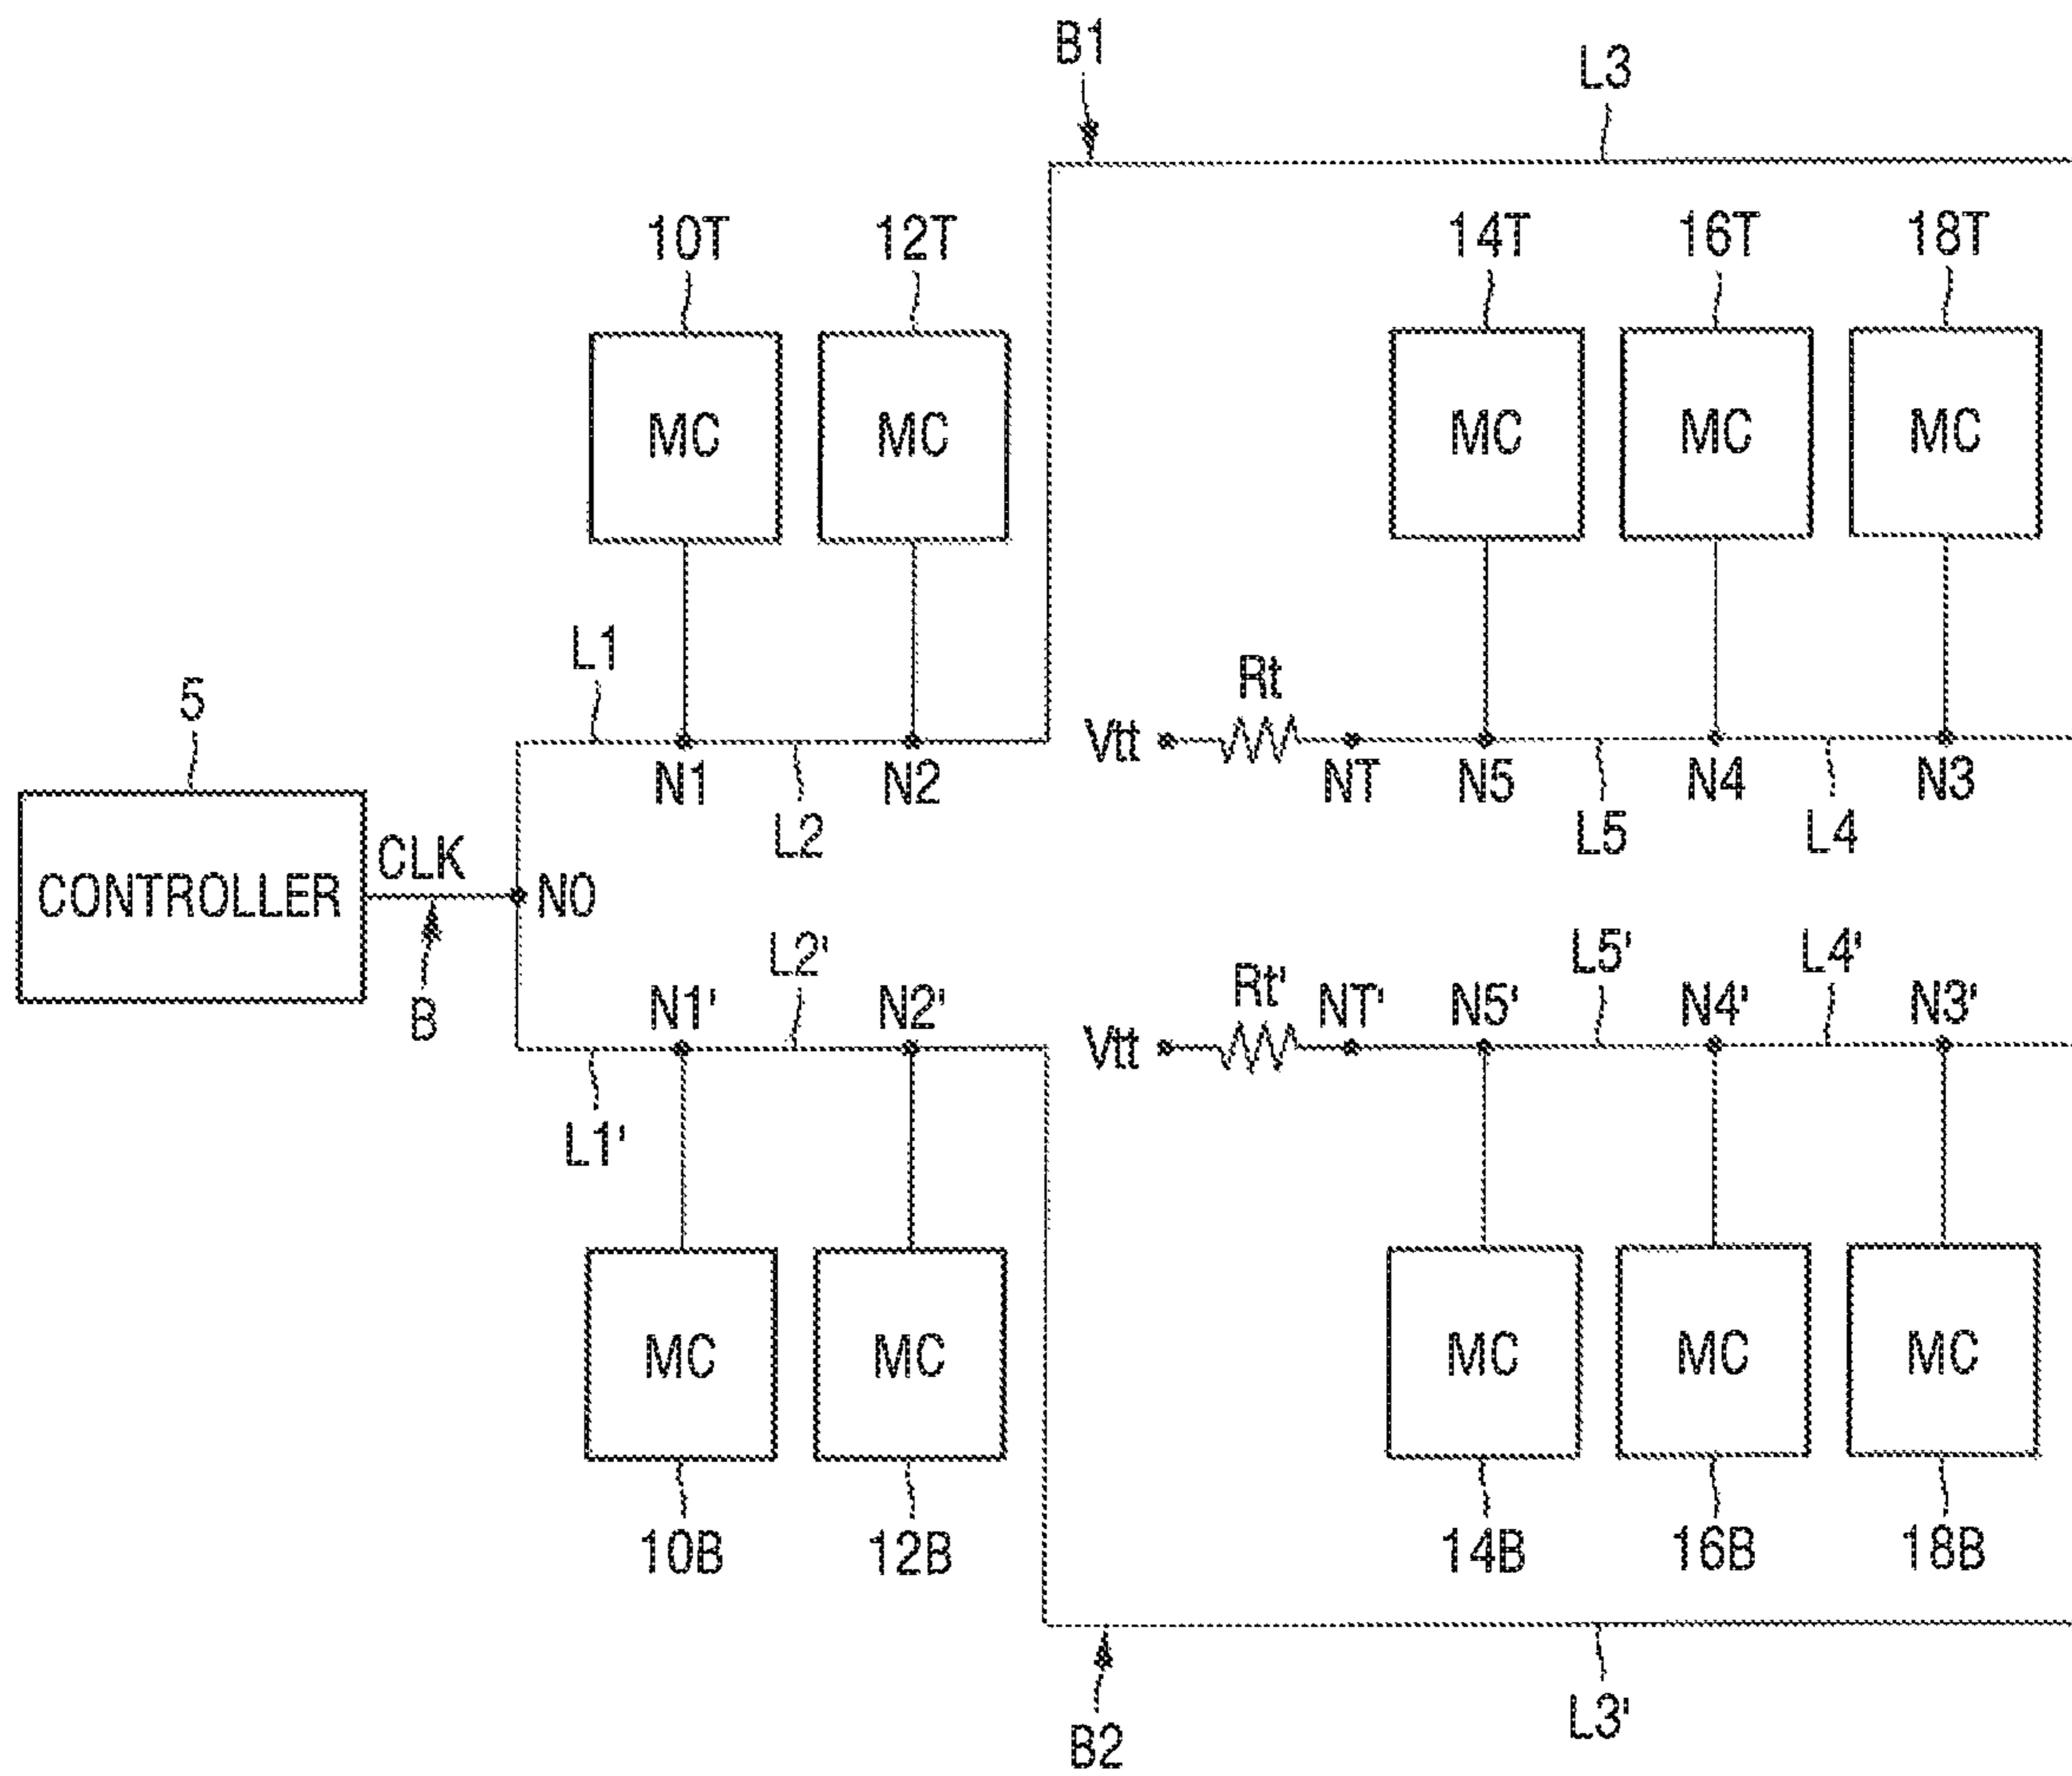 B1
L3
10T
12T
14T
16T
18T
MC
MC
MC
MC
MC
L1
Rt
5
Vtt
N1
N2
NT
N5
N4
N3
L2
L5
L4
CLK
CONTROLLER
N0
L2'
L5'
L4'
B
N1'
N2'
Rt'
NT'
N5'
N4'
N3'
Vtt
L1'
MC
MC
MC
MC
MC
10B
12B
14B
16B
18B
B2
L3'